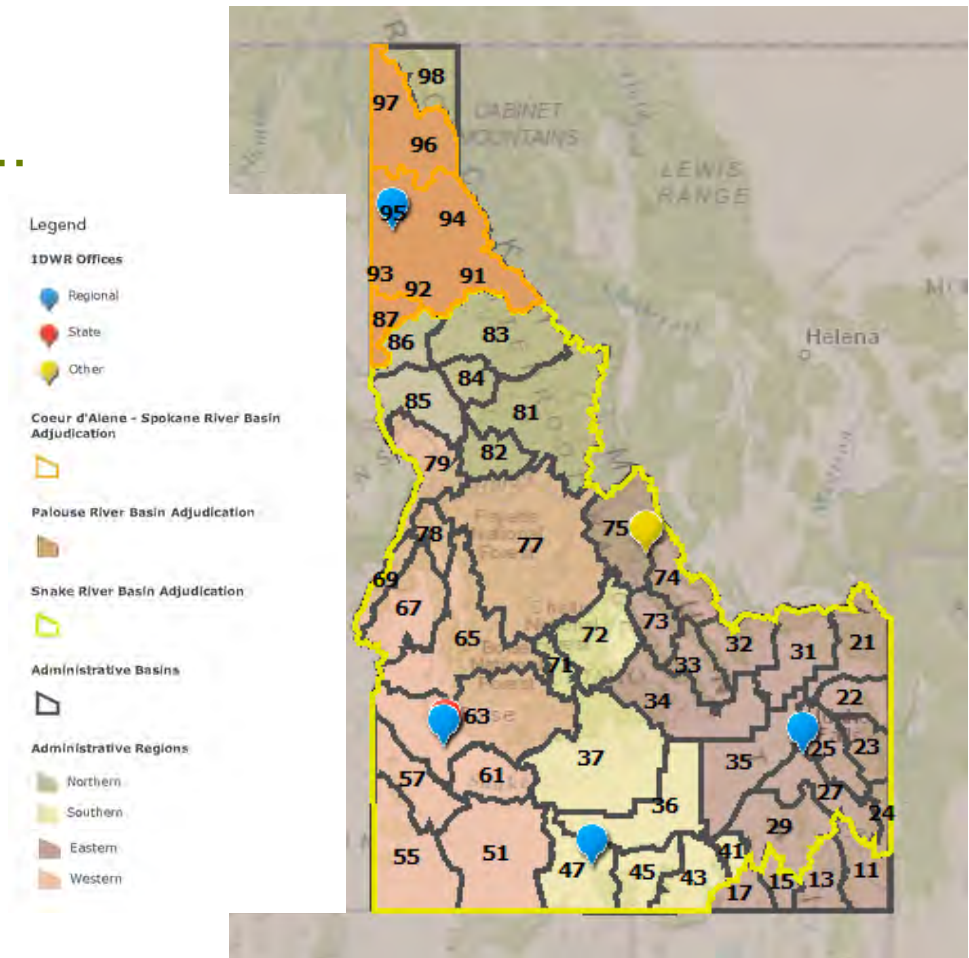 ..
Legend
IDWR Offices
Regional
State
Other
Coeur d'Alene - Spokane River Basin
Adjudication
Palouse River Basin Adjudication
Snake River Basin Adjudication
Administrative Basins
Administrative Regions
Northern
Southern
Eastern
Western
98
97
CABINET
MOUNTAINS
96
LEWIS
RANGE
95
94
93
92
91
87
86
83
Helena
84
85
81
82
79
75
78
77
74
69
67
73
72
65
32
31
21
71
33
34
22
63
35
25
23
37
57
61
27
36
24
29
55
51
47
45
43
41
17
15
13
11